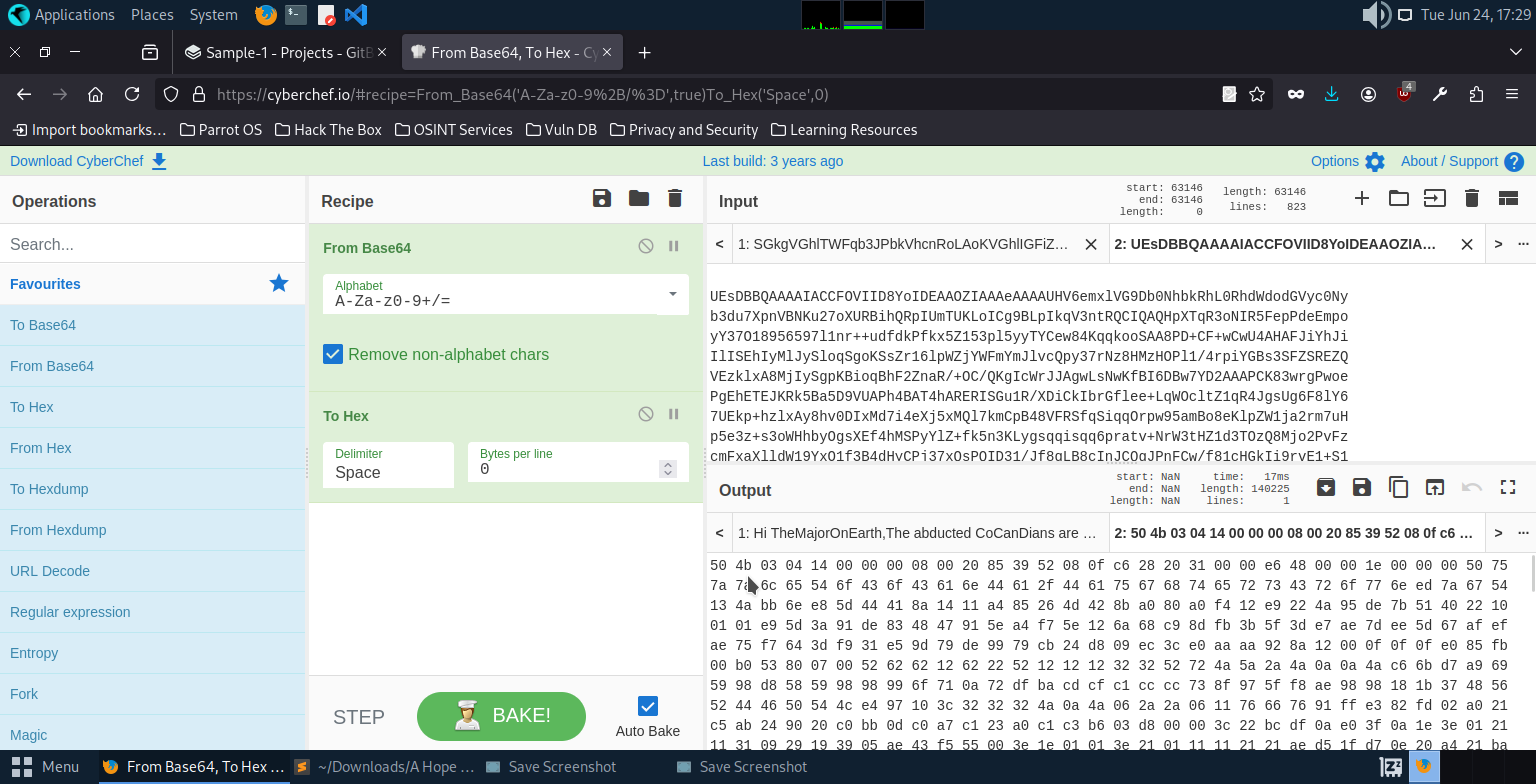 Applications Places System Tue Jun 24, 17:29
Sample-1 - Projects - GitB From Base64, To Hex - Cy
https://cyberchef.io/#recipe=From_Base64('A-Za-z0-9%2B/%3D',true)To_Hex('Space',0) 4
Import bookmarks… Parrot OS Hack The Box OSINT Services Vuln DB Privacy and Security Learning Resources
Download CyberChef Last build: 3 years ago Options About / Support
Operations
Search...
Favourites
To Base64
From Base64
To Hex
From Hex
To Hexdump
From Hexdump
URL Decode
Regular expression
Entropy
Fork
Magic
Recipe
From Base64
Alphabet
A-Za-z0-9+/=
Remove non-alphabet chars
To Hex
Delimiter
Space
Bytes per line
0
STEP
BAKE!
Auto Bake
Input
start: 63146
end: 63146
length: 0
length: 63146
lines: 823
< 1: SGkgVGhlTWFqb3JPbkVhcnRoLAoKVGhlIGFiZ… 2: UEsDBBQAAAAIACCFOVIID8YoIDEAAOZIA… > ...
UEsDBBQAAAAIACCFOVIID8YoIDEAAOZIAAAeAAAAUHV6emxlVG9Db0NhbkRhL0RhdWdodGVyc0Ny
b3du7XpnVBNKu27oXURBihQRpIUmTUKLoICg9BLpIkqV3ntRQCIQAQHpXTqR3oNIR5FepPdeEmpo
yY37O18956597l1nr++udfdkPfkx5Z153pl5yyTYCew84KqqkooSAA8PD+CF+wCwU4AHAFJiYhJi
IlISEhIyMlJySloqSgoKSsZr16lpWZjYWFmYmJlvcQpy37rNz8HMzHOPl1/4rpiYGBs3SFZSREZQ
VEzklxA8MjIySgpKBioqBhF2ZnaR/+OC/QKgIcWrJJAgwLsNwKfBI6DBw7YD2AAAPCK83wrgPwoe
PgEhETEJKRk5Ba5D9VUAPh4BAT4hARERISGu1R/XDiCkIbrGflee+LqWOcltZ1qR4JgsUg6F8lY6
7UEkp+hzlxAy8hv0DIxMd7i4eXj5xMQl7kmCpB48VFRSfqSiqqOrpw95amBo8eKlpZW1ja2rm7uH
p5e3z+s3oWHhbyOgsXEf4hMSPyYlZ+fk5n3KLygsqqisqq6pratv+NrW3tHZ1d3TOzQ8Mjo2PvFz
cmFxaXlldW19YxO1f3B4dHyCPj37xQsPOID31/Jf8qLB8cInJCQgJPnFCw/f81cHGkIi9rvE1+S1
Output
start: NaN
end: NaN
length: NaN
time: 17ms
length: 140225
lines: 1
< 1: Hi TheMajorOnEarth,The abducted CoCanDians are … 2: 50 4b 03 04 14 00 00 00 08 00 20 85 39 52 08 0f c6 … > ...
50 4b 03 04 14 00 00 00 08 00 20 85 39 52 08 0f c6 28 20 31 00 00 e6 48 00 00 1e 00 00 00 50 75
7a 7a 6c 65 54 6f 43 6f 43 61 6e 44 61 2f 44 61 75 67 68 74 65 72 73 43 72 6f 77 6e ed 7a 67 54
13 4a bb 6e e8 5d 44 41 8a 14 11 a4 85 26 4d 42 8b a0 80 a0 f4 12 e9 22 4a 95 de 7b 51 40 22 10
01 01 e9 5d 3a 91 de 83 48 47 91 5e a4 f7 5e 12 6a 68 c9 8d fb 3b 5f 3d e7 ae 7d ee 5d 67 af ef
ae 75 f7 64 3d f9 31 e5 9d 79 de 99 79 cb 24 d8 09 ec 3c e0 aa aa 92 8a 12 00 0f 0f 0f e0 85 fb
00 b0 53 80 07 00 52 62 62 12 62 22 52 12 12 12 32 32 52 72 4a 5a 2a 4a 0a 0a 4a c6 6b d7 a9 69
59 98 d8 58 59 98 98 99 6f 71 0a 72 df ba cd cf c1 cc cc 73 8f 97 5f f8 ae 98 98 18 1b 37 48 56
52 44 46 50 54 4c e4 97 10 3c 32 32 32 4a 0a 4a 06 2a 2a 06 11 76 66 76 91 ff e3 82 fd 02 a0 21
c5 ab 24 90 20 c0 bb 0d c0 a7 c1 23 a0 c1 c3 b6 03 d8 00 00 3c 22 bc df 0a e0 3f 0a 1e 3e 01 21
11 31 09 29 19 39 05 ae 43 f5 55 00 3e 1e 01 01 3e 21 01 11 11 21 21 ae d5 1f d7 0e 20 a4 21 ba
Menu From Base64, To Hex … ~/Downloads/A Hope … Save Screenshot Save Screenshot